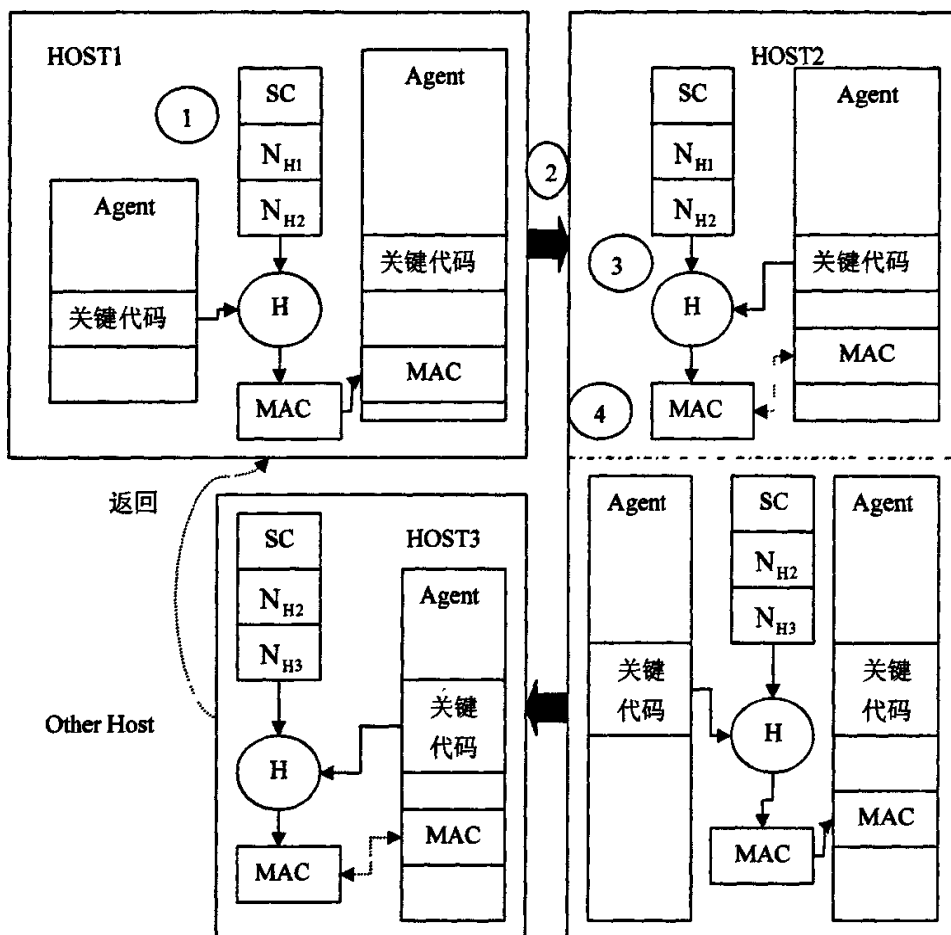 HOST1
SC
N_H1
N_H2
1
Agent
关键代码
H
MAC
Agent
关键代码
MAC
2
HOST2
SC
N_H1
N_H2
3
H
MAC
4
Agent
关键代码
MAC
返回
HOST3
SC
N_H2
N_H3
H
MAC
Agent
关键
代码
MAC
Other Host
Agent
关键
代码
SC
N_H2
N_H3
H
MAC
Agent
关键
代码
MAC